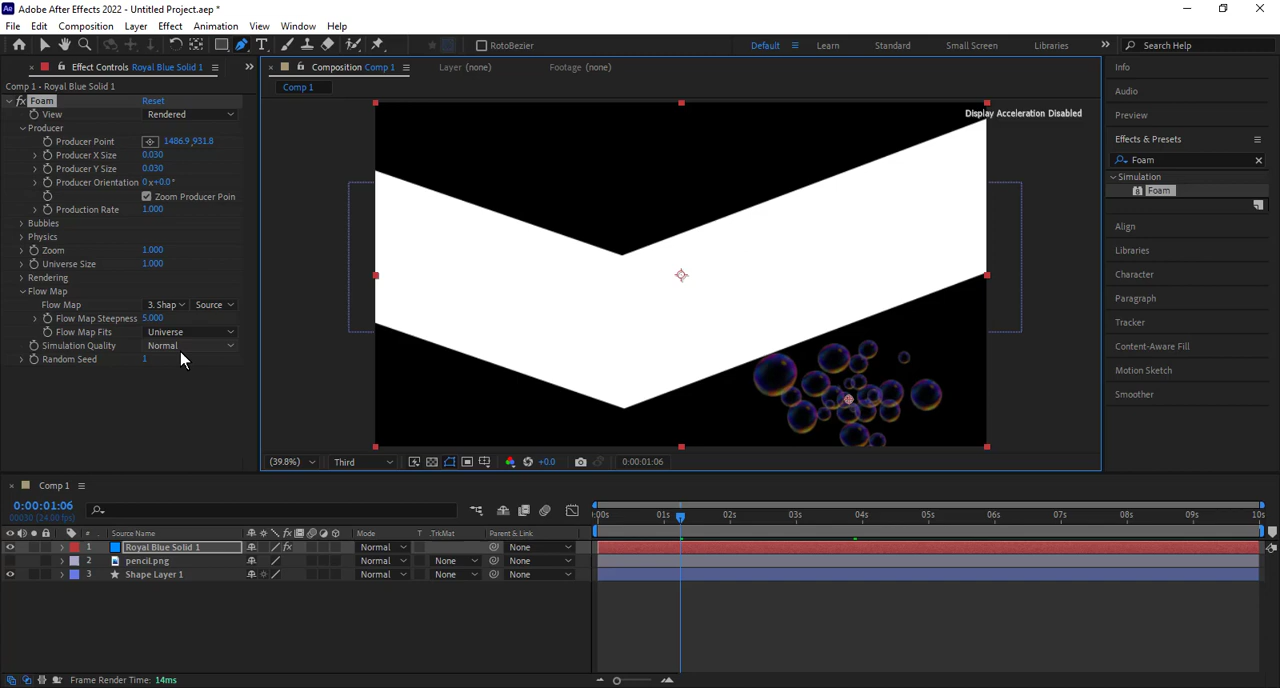 Ae Adobe After Effects 2022 - Untitled Project.aep *
File Edit Composition Layer Effect Animation View Window Help
RotoBezier Default Learn Standard Small Screen Libraries Search Help
Effect Controls Royal Blue Solid 1 Composition Comp 1 Layer (none) Footage (none) Info
Comp 1 • Royal Blue Solid 1 Comp 1 Audio
fx Foam Reset
View Rendered Display Acceleration Disabled Preview
Producer
Producer Point 1486.9,931.8 Effects & Presets
Producer X Size 0.030 Foam
Producer Y Size 0.030 Simulation
Producer Orientation 0x+0.0° Foam
Zoom Producer Poin
Production Rate 1.000
Bubbles Align
Physics
Zoom 1.000 Libraries
Universe Size 1.000
Rendering Character
Flow Map Paragraph
Flow Map 3. Shap Source
Flow Map Steepness 5.000 Tracker
Flow Map Fits Universe
Simulation Quality Normal Content-Aware Fill
Random Seed 1
Motion Sketch
Smoother
(39.8%) Third +0.0 0:00:01:06
Comp 1
0:00:01:06
00030 (24.00 fps)
:00s 01s 02s 03s 04s 05s 06s 07s 08s 09s 10s
# Source Name fx Mode T .TrkMat Parent & Link
1 Royal Blue Solid 1 fx Normal None
2 pencil.png Normal None None
3 Shape Layer 1 Normal None None
Frame Render Time: 14ms